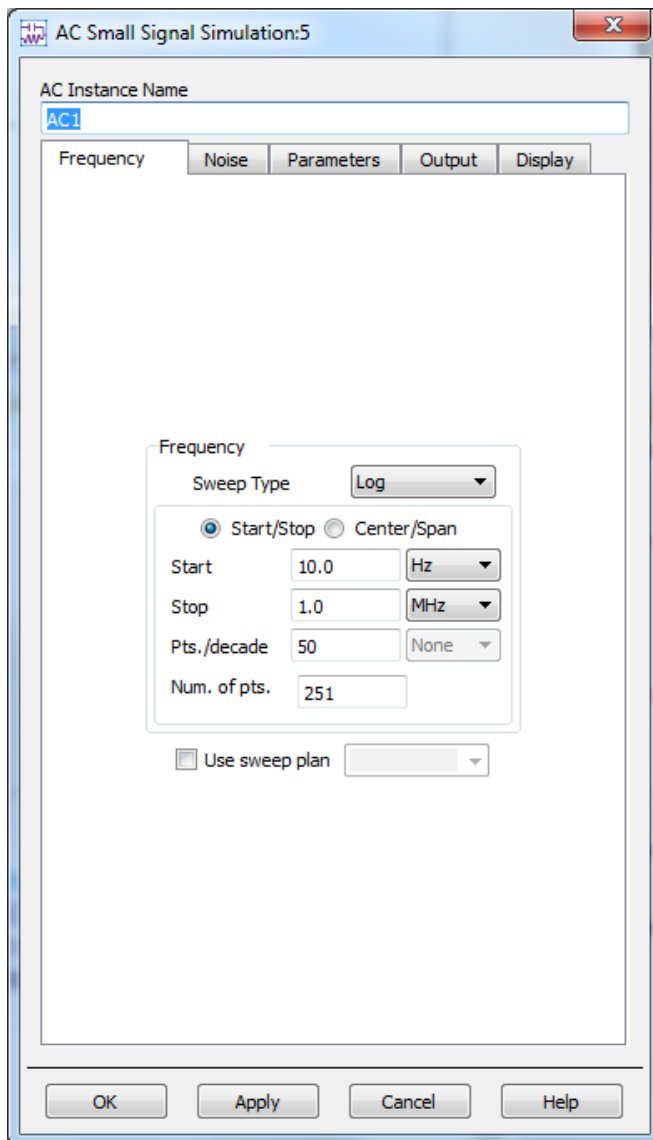 AC Small Signal Simulation:5
AC Instance Name
AC1
Frequency Noise Parameters Output Display
Frequency
Sweep Type Log
Start/Stop Center/Span
Start 10.0 Hz
Stop 1.0 MHz
Pts./decade 50 None
Num. of pts. 251
Use sweep plan
OK Apply Cancel Help